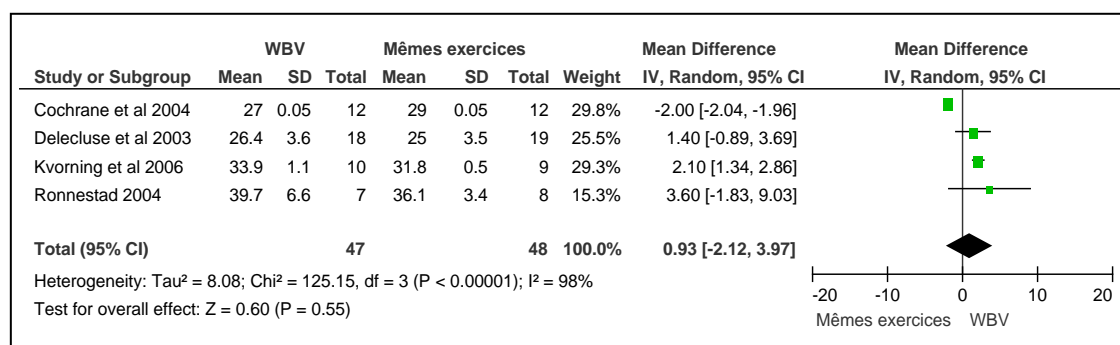 WBV Mêmes exercices Mean Difference Mean Difference
Study or Subgroup Mean SD Total Mean SD Total Weight IV, Random, 95% CI IV, Random, 95% CI
Cochrane et al 2004 27 0.05 12 29 0.05 12 29.8% -2.00 [-2.04, -1.96]
Delecluse et al 2003 26.4 3.6 18 25 3.5 19 25.5% 1.40 [-0.89, 3.69]
Kvorning et al 2006 33.9 1.1 10 31.8 0.5 9 29.3% 2.10 [1.34, 2.86]
Ronnestad 2004 39.7 6.6 7 36.1 3.4 8 15.3% 3.60 [-1.83, 9.03]
Total (95% CI) 47 48 100.0% 0.93 [-2.12, 3.97]
Heterogeneity: Tau² = 8.08; Chi² = 125.15, df = 3 (P < 0.00001); I² = 98%
Test for overall effect: Z = 0.60 (P = 0.55)
-20 -10 0 10 20
Mêmes exercices WBV